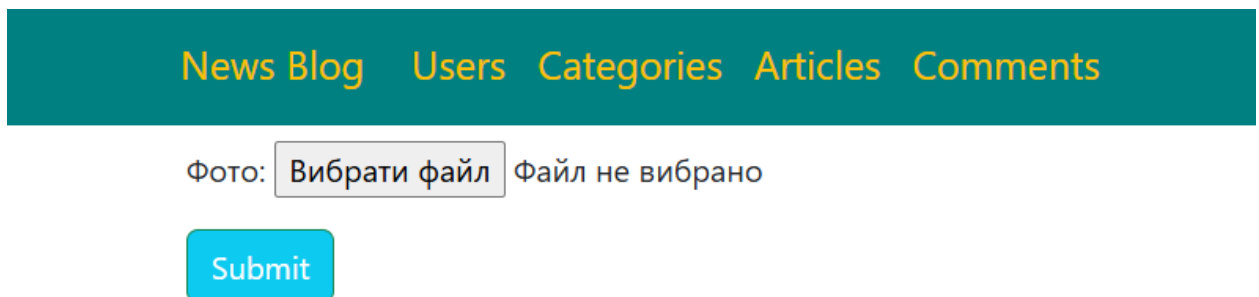 News Blog Users Categories Articles Comments
Фото: Вибрати файл Файл не вибрано
Submit